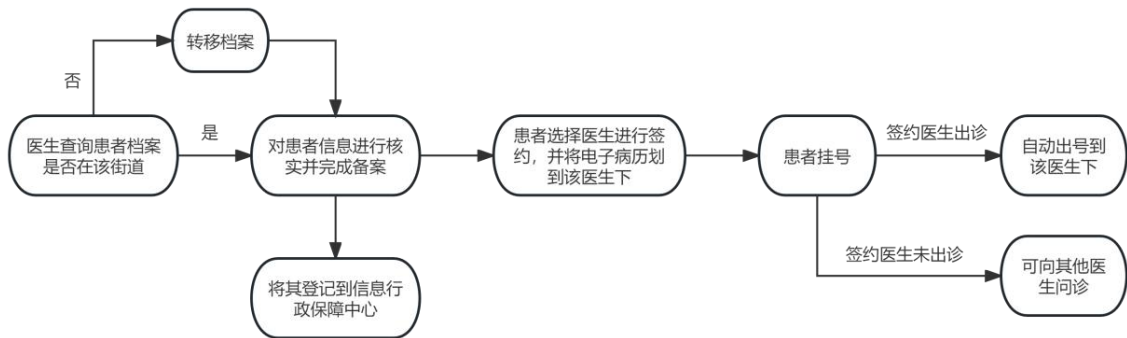 转移档案
否
医生查询患者档案
是否在该街道
是
对患者信息进行核
实并完成备案
患者选择医生进行签
约，并将电子病历划
到该医生下
患者挂号
签约医生出诊
自动出号到
该医生下
签约医生未出诊
可向其他医
生问诊
将其登记到信息行
政保障中心